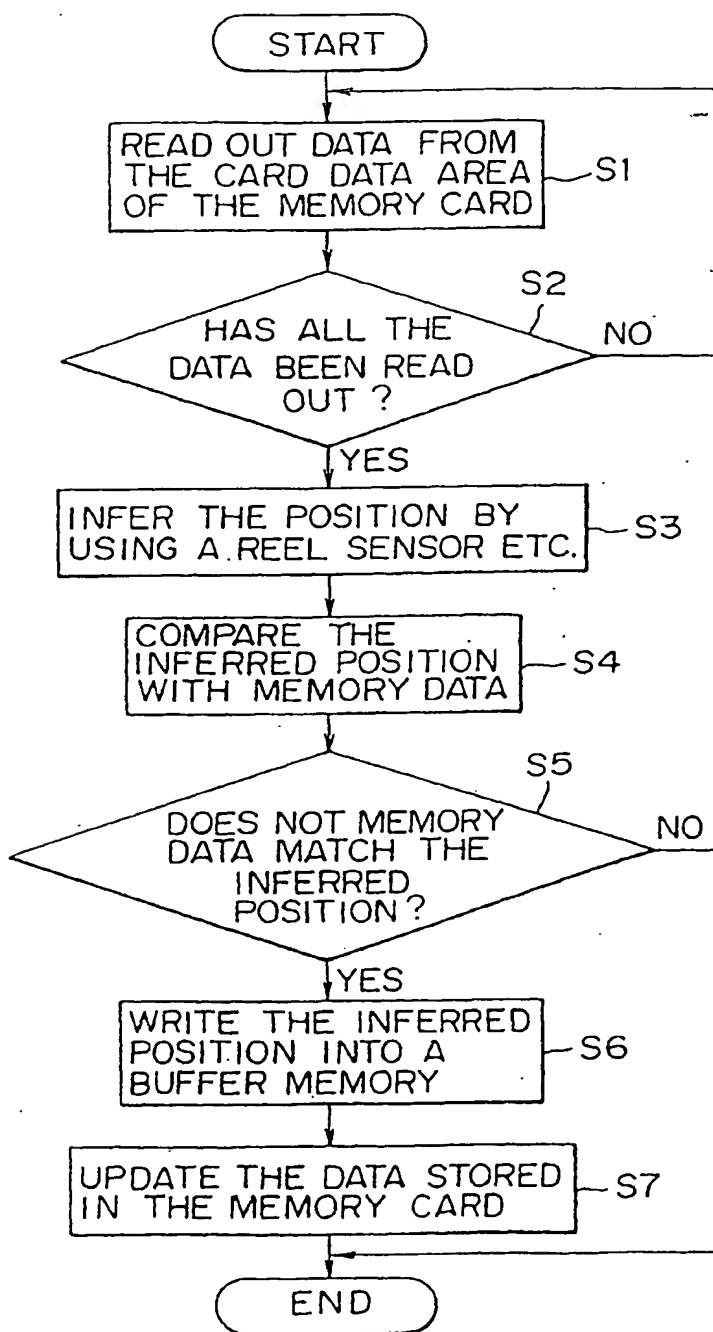 START
READ OUT DATA FROM
THE CARD DATA AREA
OF THE MEMORY CARD
S1
S2
HAS ALL THE
DATA BEEN READ
OUT ?
NO
YES
INFER THE POSITION BY
USING A.REEL SENSOR ETC.
S3
COMPARE THE
INFERRED POSITION
WITH MEMORY DATA
S4
S5
DOES NOT MEMORY
DATA MATCH THE
INFERRED
POSITION ?
NO
YES
WRITE THE INFERRED
POSITION INTO A
BUFFER MEMORY
S6
UPDATE THE DATA STORED
IN THE MEMORY CARD
S7
END